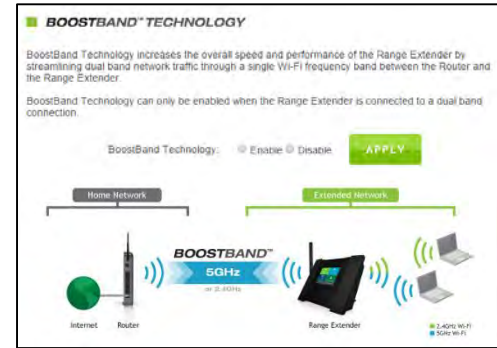 BOOSTBAND™ TECHNOLOGY
BoostBand Technology increases the overall speed and performance of the Range Extender by
streamlining dual band network traffic through a single Wi-Fi frequency band between the Router and
the Range Extender.
BoostBand Technology can only be enabled when the Range Extender is connected to a dual band
connection.
BoostBand Technology: Enable Disable APPLY
Home Network Extended Network
BOOSTBAND™
5GHz
or 2.4GHz
Internet Router Range Extender
2.4GHz Wi-Fi
5GHz Wi-Fi